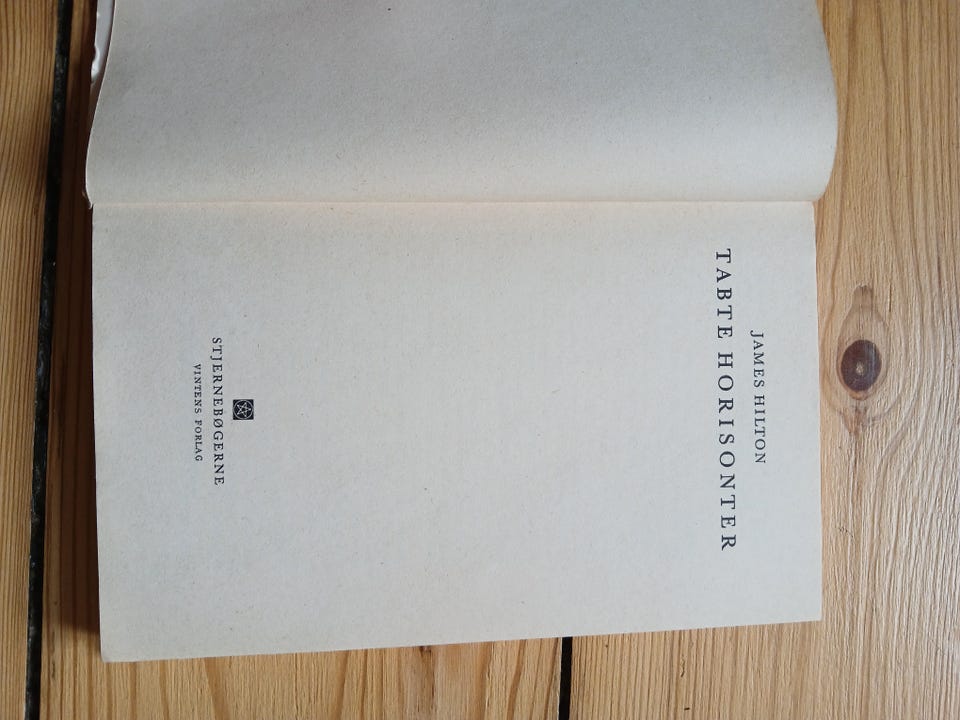 JAMES HILTON
TABTE HORISONTER
STJERNEBØGERNE
VINTENS FORLAG